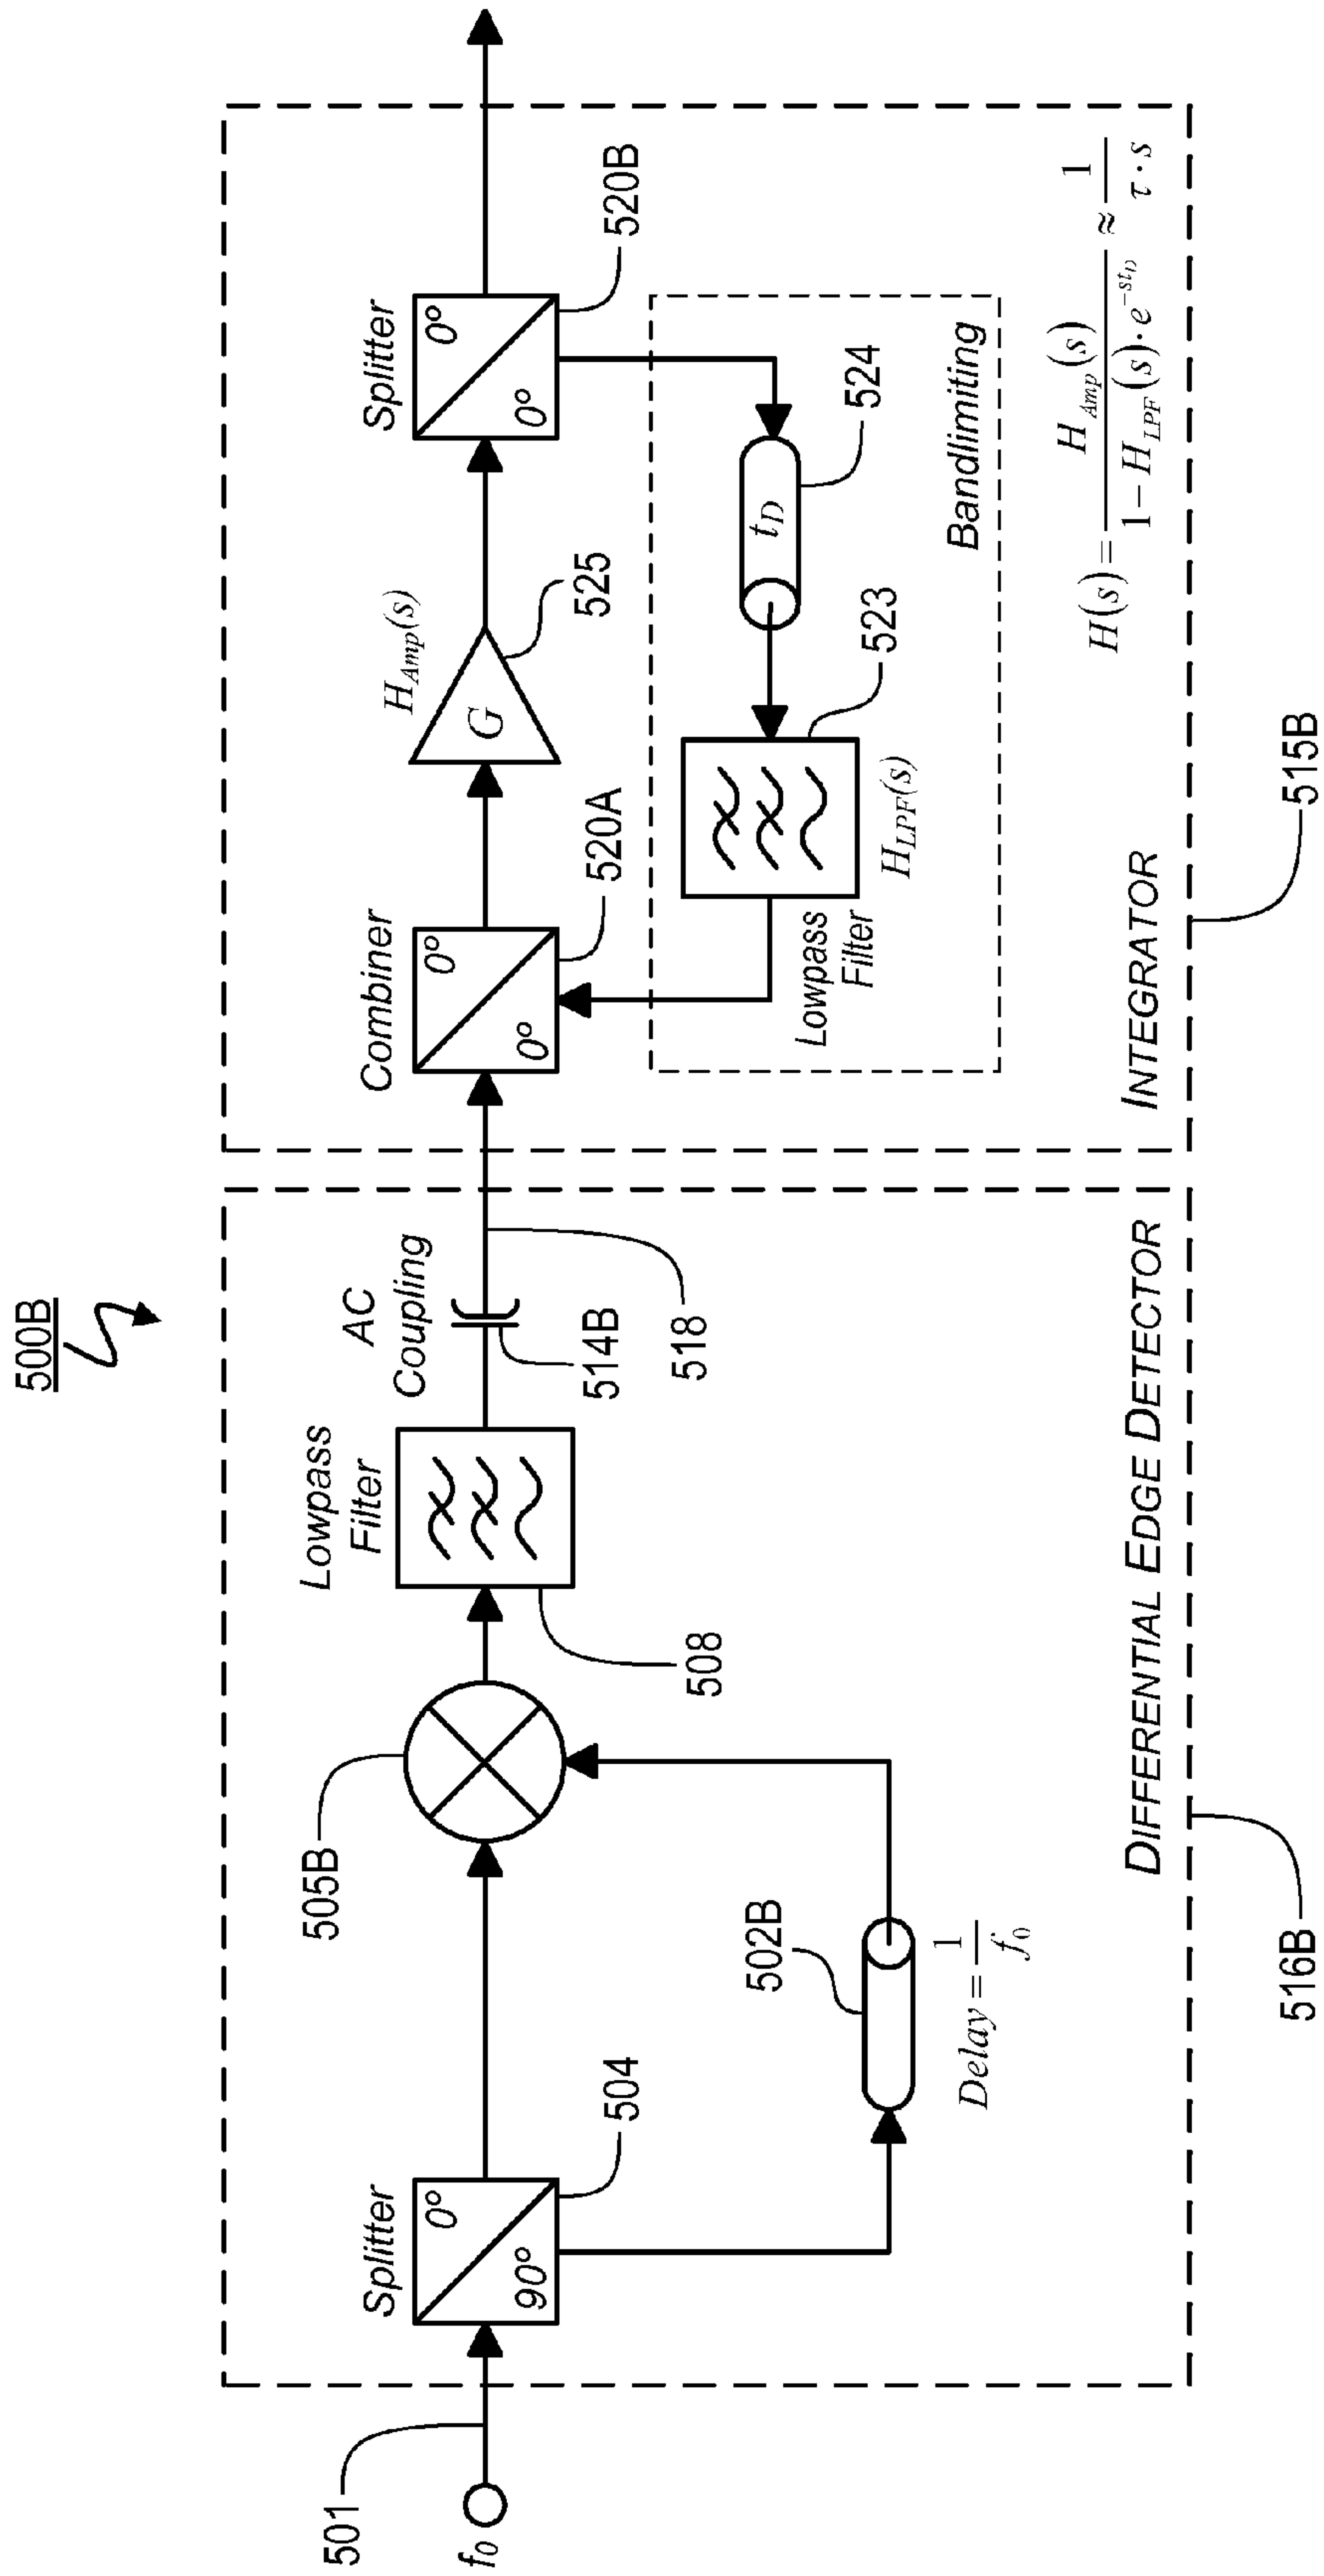 500B
501
f0
Splitter
0°
90°
504
502B
Delay = 1/f0
505B
Lowpass
Filter
508
AC
Coupling
514B
518
DIFFERENTIAL EDGE DETECTOR
516B
Combiner
0°
0°
520A
HAmp(s)
G
525
Splitter
0°
0°
520B
tD
524
523
HLPF(s)
Lowpass
Filter
Bandlimiting
H(s) = HAmp(s) / 1 − HLPF(s)·e^−stD ≈ 1 / τ·s
INTEGRATOR
515B